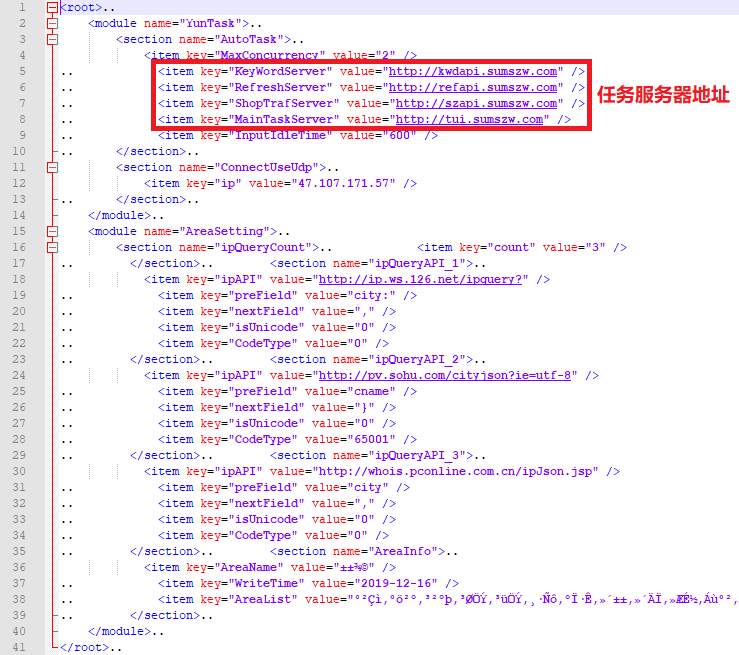 1 <root>..
2 <module name="YunTask">..
3 <section name="AutoTask">..
4 <item key="MaxConcurrency" value="2" />
5 .. <item key="KeyWordServer" value="http://kwdapi.sumszw.com" />
6 .. <item key="RefreshServer" value="http://refapi.sumszw.com" />
7 .. <item key="ShopTrafServer" value="http://szapi.sumszw.com" />
8 .. <item key="MainTaskServer" value="http://tui.sumszw.com" />
任务服务器地址
9 .. <item key="InputIdleTime" value="600" />
10 .. </section>..
11 <section name="ConnectUseUdp">..
12 <item key="ip" value="47.107.171.57" />
13 .. </section>..
14 </module>..
15 <module name="AreaSetting">..
16 <section name="ipQueryCount">.. <item key="count" value="3" />
17 .. </section>.. <section name="ipQueryAPI_1">..
18 <item key="ipAPI" value="http://ip.ws.126.net/ipquery?" />
19 .. <item key="preField" value="city:" />
20 .. <item key="nextField" value="," />
21 .. <item key="isUnicode" value="0" />
22 .. <item key="CodeType" value="0" />
23 .. </section>.. <section name="ipQueryAPI_2">..
24 <item key="ipAPI" value="http://pv.sohu.com/cityjson?ie=utf-8" />
25 .. <item key="preField" value="cname" />
26 .. <item key="nextField" value="}" />
27 .. <item key="isUnicode" value="0" />
28 .. <item key="CodeType" value="65001" />
29 .. </section>.. <section name="ipQueryAPI_3">..
30 <item key="ipAPI" value="http://whois.pconline.com.cn/ipJson.jsp" />
31 .. <item key="preField" value="city" />
32 .. <item key="nextField" value="," />
33 .. <item key="isUnicode" value="0" />
34 .. <item key="CodeType" value="0" />
35 .. </section>.. <section name="AreaInfo">..
36 <item key="AreaName" value="±±¾©" />
37 .. <item key="WriteTime" value="2019-12-16" />
38 .. <item key="AreaList" value="
39 .. </section>..
40 </module>..
41 </root>..